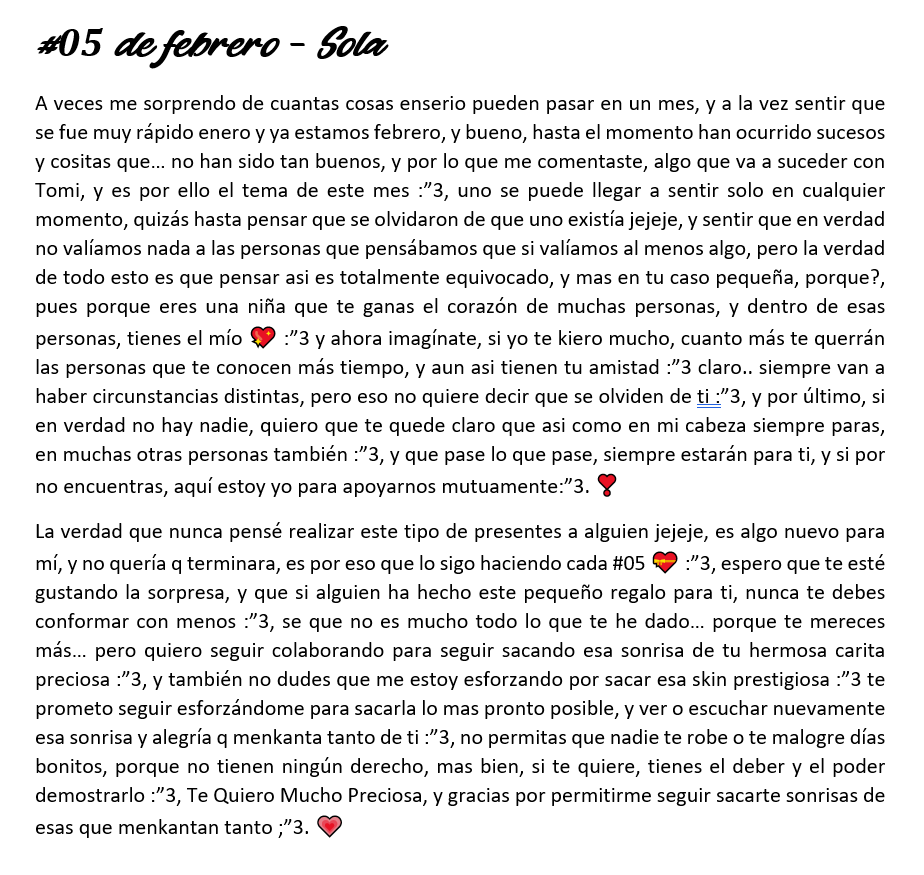 #05 de febrero – Sola
A veces me sorprendo de cuantas cosas enserio pueden pasar en un mes, y a la vez sentir que
se fue muy rápido enero y ya estamos febrero, y bueno, hasta el momento han ocurrido sucesos
y cositas que... no han sido tan buenos, y por lo que me comentaste, algo que va a suceder con
Tomi, y es por ello el tema de este mes :”3, uno se puede llegar a sentir solo en cualquier
momento, quizás hasta pensar que se olvidaron de que uno existía jejeje, y sentir que en verdad
no valíamos nada a las personas que pensábamos que si valíamos al menos algo, pero la verdad
de todo esto es que pensar asi es totalmente equivocado, y mas en tu caso pequeña, porque?,
pues porque eres una niña que te ganas el corazón de muchas personas, y dentro de esas
personas, tienes el mío 💖 :”3 y ahora imagínate, si yo te kiero mucho, cuanto más te querrán
las personas que te conocen más tiempo, y aun asi tienen tu amistad :”3 claro.. siempre van a
haber circunstancias distintas, pero eso no quiere decir que se olviden de ti :”3, y por último, si
en verdad no hay nadie, quiero que te quede claro que asi como en mi cabeza siempre paras,
en muchas otras personas también :”3, y que pase lo que pase, siempre estarán para ti, y si por
no encuentras, aquí estoy yo para apoyarnos mutuamente:”3. ❣
La verdad que nunca pensé realizar este tipo de presentes a alguien jejeje, es algo nuevo para
mí, y no quería q terminara, es por eso que lo sigo haciendo cada #05 💝 :”3, espero que te esté
gustando la sorpresa, y que si alguien ha hecho este pequeño regalo para ti, nunca te debes
conformar con menos :”3, se que no es mucho todo lo que te he dado... porque te mereces
más... pero quiero seguir colaborando para seguir sacando esa sonrisa de tu hermosa carita
preciosa :”3, y también no dudes que me estoy esforzando por sacar esa skin prestigiosa :”3 te
prometo seguir esforzándome para sacarla lo mas pronto posible, y ver o escuchar nuevamente
esa sonrisa y alegría q menkanta tanto de ti :”3, no permitas que nadie te robe o te malogre días
bonitos, porque no tienen ningún derecho, mas bien, si te quiere, tienes el deber y el poder
demostrarlo :”3, Te Quiero Mucho Preciosa, y gracias por permitirme seguir sacarte sonrisas de
esas que menkantan tanto ;”3. 💗